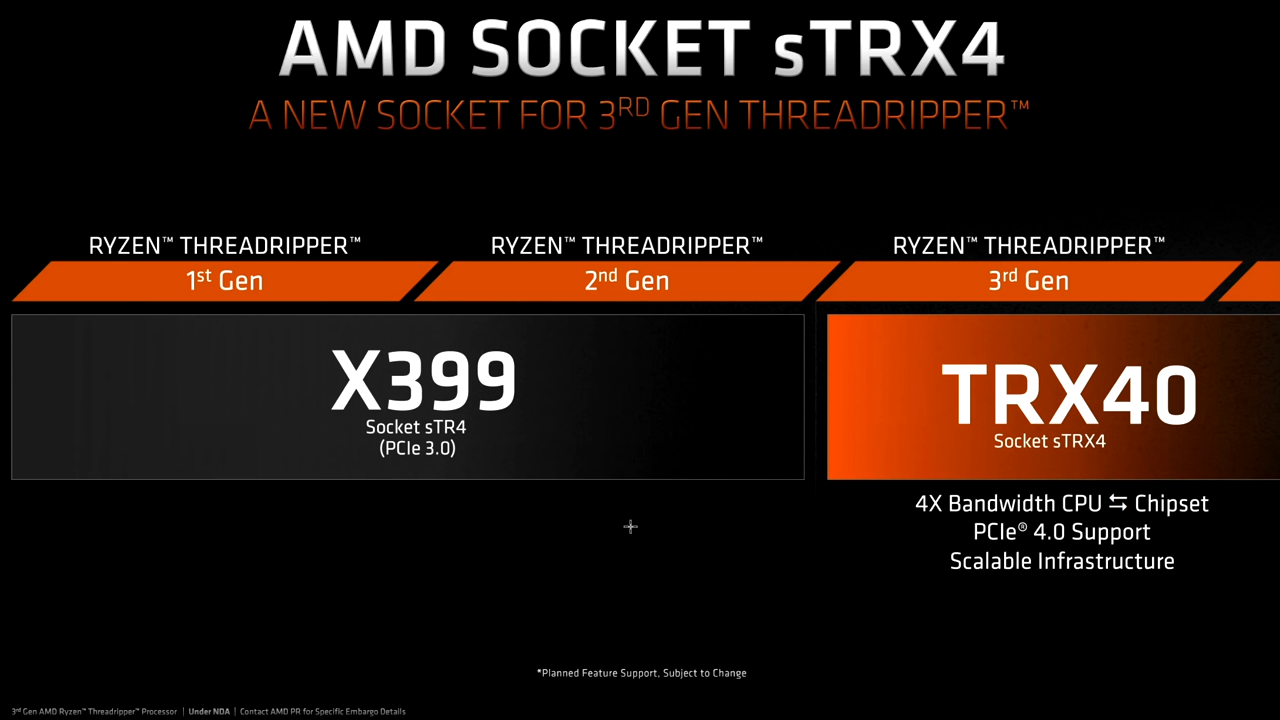 AMD SOCKET sTRX4
A NEW SOCKET FOR 3RD GEN THREADRIPPER™
RYZEN™ THREADRIPPER™
RYZEN™ THREADRIPPER™
RYZEN™ THREADRIPPER™
1st Gen
2nd Gen
3rd Gen
X399
Socket sTR4
(PCIe 3.0)
TRX40
Socket sTRX4
4X Bandwidth CPU ⇆ Chipset
PCIe® 4.0 Support
Scalable Infrastructure
*Planned Feature Support, Subject to Change
3rd Gen AMD Ryzen™ Threadripper™ Processor | Under NDA | Contact AMD PR for Specific Embargo Details